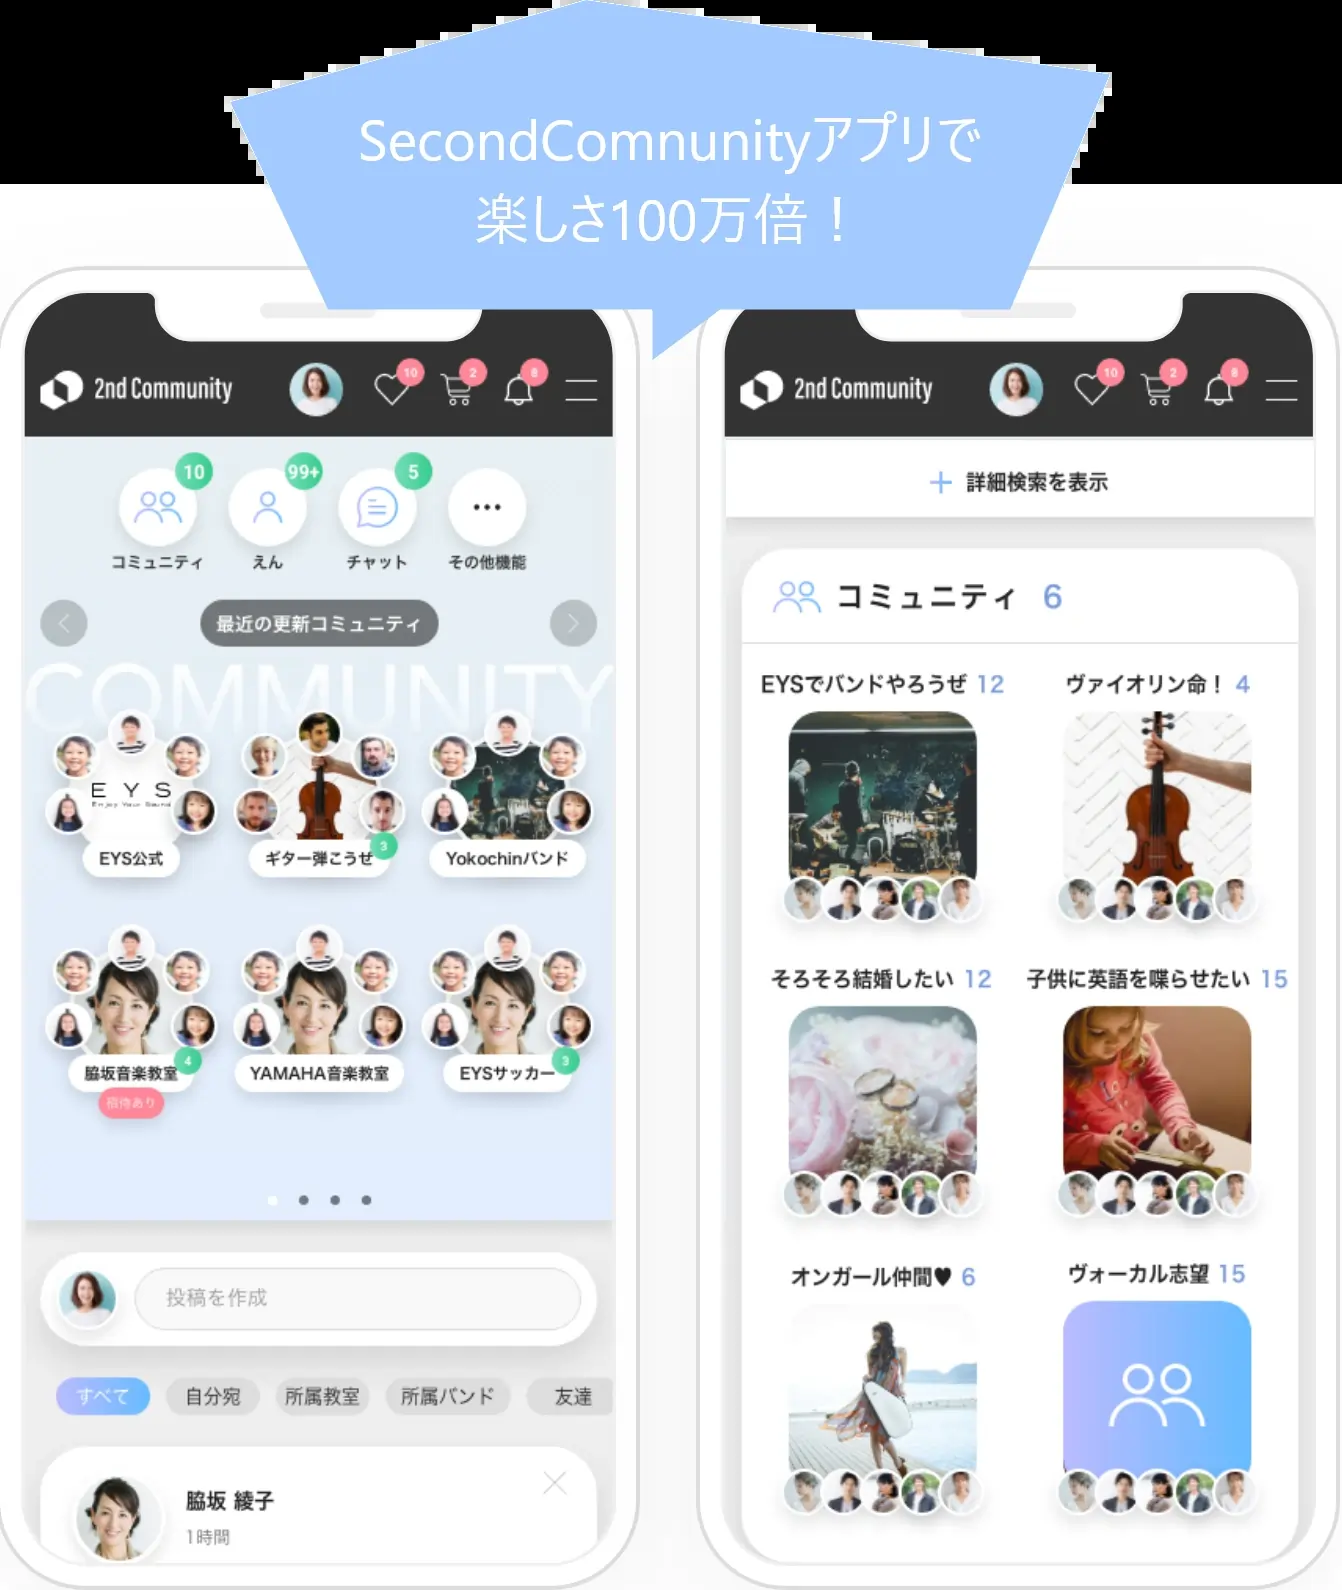 SecondComnunityアプリで
楽しさ100万倍！
2nd Community
10
2
8
10
99+
5
コミュニティ
えん
チャット
その他機能
最近の更新コミュニティ
COMMUNITY
E Y S
Enjoy Your Sound
EYS公式
ギター弾こうせ
3
Yokochinバンド
脇坂音楽教室
4
招待あり
YAMAHA音楽教室
EYSサッカー
3
投稿を作成
すべて
自分宛
所属教室
所属バンド
友達
脇坂 綾子
1時間
2nd Community
10
2
8
+ 詳細検索を表示
コミュニティ 6
EYSでバンドやろうぜ 12
ヴァイオリン命！ 4
そろそろ結婚したい 12
子供に英語を喋らせたい 15
オンガール仲間♥ 6
ヴォーカル志望 15